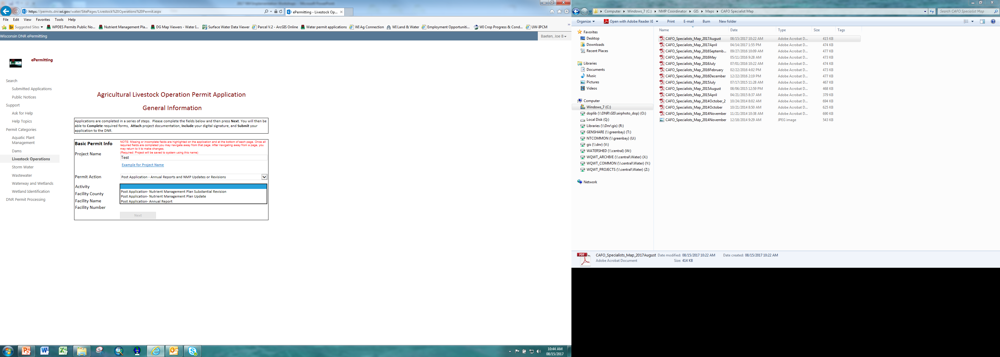 2017 NM Implementation Workshops - Microsoft PowerPoint
https://permits.dnr.wi.gov/water/SitePages/Livestock%20Operations%20Permit.aspx
ePermitting - Livestock Op...
File Edit View Favorites Tools Help
Suggested Sites
WPDES Permits Public No...
Nutrient Management Pla...
DG Map Viewers - Water I...
Surface Water Data Viewer
Parcel V.2 - ArcGIS Online
Water permit applications
WI Ag Connection
WI Land & Water
Employment Opportuniti...
WI Crop Progress & Cond...
UW-IPCM
Wisconsin DNR ePermitting
Baeten, Joe B
ePermitting
Search
Submitted Applications
Public Notices
Support
Ask for Help
Help Topics
Permit Categories
Aquatic Plant
Management
Dams
Livestock Operations
Storm Water
Wastewater
Waterway and Wetlands
Wetland Identification
DNR Permit Processing
Agricultural Livestock Operation Permit Application
General Information
Applications are completed in a series of steps. Please complete the fields below and then press Next. You will then be
able to Complete required forms, Attach project documentation, Include your digital signature, and Submit your
application to the DNR.
Basic Permit Info
NOTE: Missing or incomplete fields are highlighted on the application and at the bottom of each page. Once all
required fields are completed you may navigate away from that page. After navigating away from a page, you
may return to it to make changes.
(Required: Project will be saved to system using this name)
Project Name
Test
Example for Project Name
Permit Action
Post Application - Annual Reports and NMP Updates or Revisions
Activity
Post Application- Nutrient Management Plan Substantial Revision
Facility County
Post Application- Nutrient Management Plan Update
Facility Name
Post Application- Annual Report
Facility Number
Next
10:44 AM
08/15/2017
Computer Windows_7 (C:) NMP Coordinator GIS Maps CAFO Specialist Map
Search CAFO Specialist Map
Organize Open with Adobe Reader XI Print E-mail Burn New folder
Favorites
Desktop
Downloads
Recent Places
Libraries
Documents
Music
Pictures
Videos
Computer
Windows_7 (C:)
doplib (\\DNR\GIS\airphoto_dop) (O:)
Local Disk (Q:)
Libraries (\\Dnr\gis) (R:)
GENSHARE (\\greenbay) (T:)
NTCOMMON (\\greenbay) (U:)
gis (\\dnr) (V:)
WATERSHED (\\central) (W:)
WQWT_ARCHIVE (\\central\Water) (X:)
WQWT_COMMON (\\central\Water) (Y:)
WQWT_PROJECTS (\\central\Water) (Z:)
Network
Name Date Type Size Tags
CAFO_Specialists_Map_2017August 08/15/2017 10:22 AM Adobe Acrobat D... 415 KB
CAFO_Specialists_Map_2017April 04/14/2017 1:55 PM Adobe Acrobat D... 474 KB
CAFO_Specialists_Map_2016Septemb... 09/27/2016 10:09 AM Adobe Acrobat D... 477 KB
CAFO_Specialists_Map_2016May 05/11/2016 9:28 AM Adobe Acrobat D... 473 KB
CAFO_Specialists_Map_2016July 07/01/2016 10:22 AM Adobe Acrobat D... 474 KB
CAFO_Specialists_Map_2016February 02/22/2016 4:02 PM Adobe Acrobat D... 473 KB
CAFO_Specialists_Map_2016December 12/22/2016 2:19 PM Adobe Acrobat D... 477 KB
CAFO_Specialists_Map_2015July 07/17/2015 11:28 AM Adobe Acrobat D... 467 KB
CAFO_Specialists_Map_2015August 08/06/2015 12:59 PM Adobe Acrobat D... 468 KB
CAFO_Specialists_Map_2015April 04/21/2015 8:37 AM Adobe Acrobat D... 379 KB
CAFO_Specialists_Map_2014October_2 10/24/2014 8:02 AM Adobe Acrobat D... 694 KB
CAFO_Specialists_Map_2014October 10/21/2014 8:50 AM Adobe Acrobat D... 625 KB
CAFO_Specialists_Map_2014November 11/21/2014 10:38 AM Adobe Acrobat D... 690 KB
CAFO_Specialists_Map_2014November 12/18/2014 9:29 AM JPEG image 543 KB
PDF
CAFO_Specialists_Map_2017August Date modified: 08/15/2017 10:22 AM Date created: 08/15/2017 10:22 AM
Adobe Acrobat Document Size: 414 KB